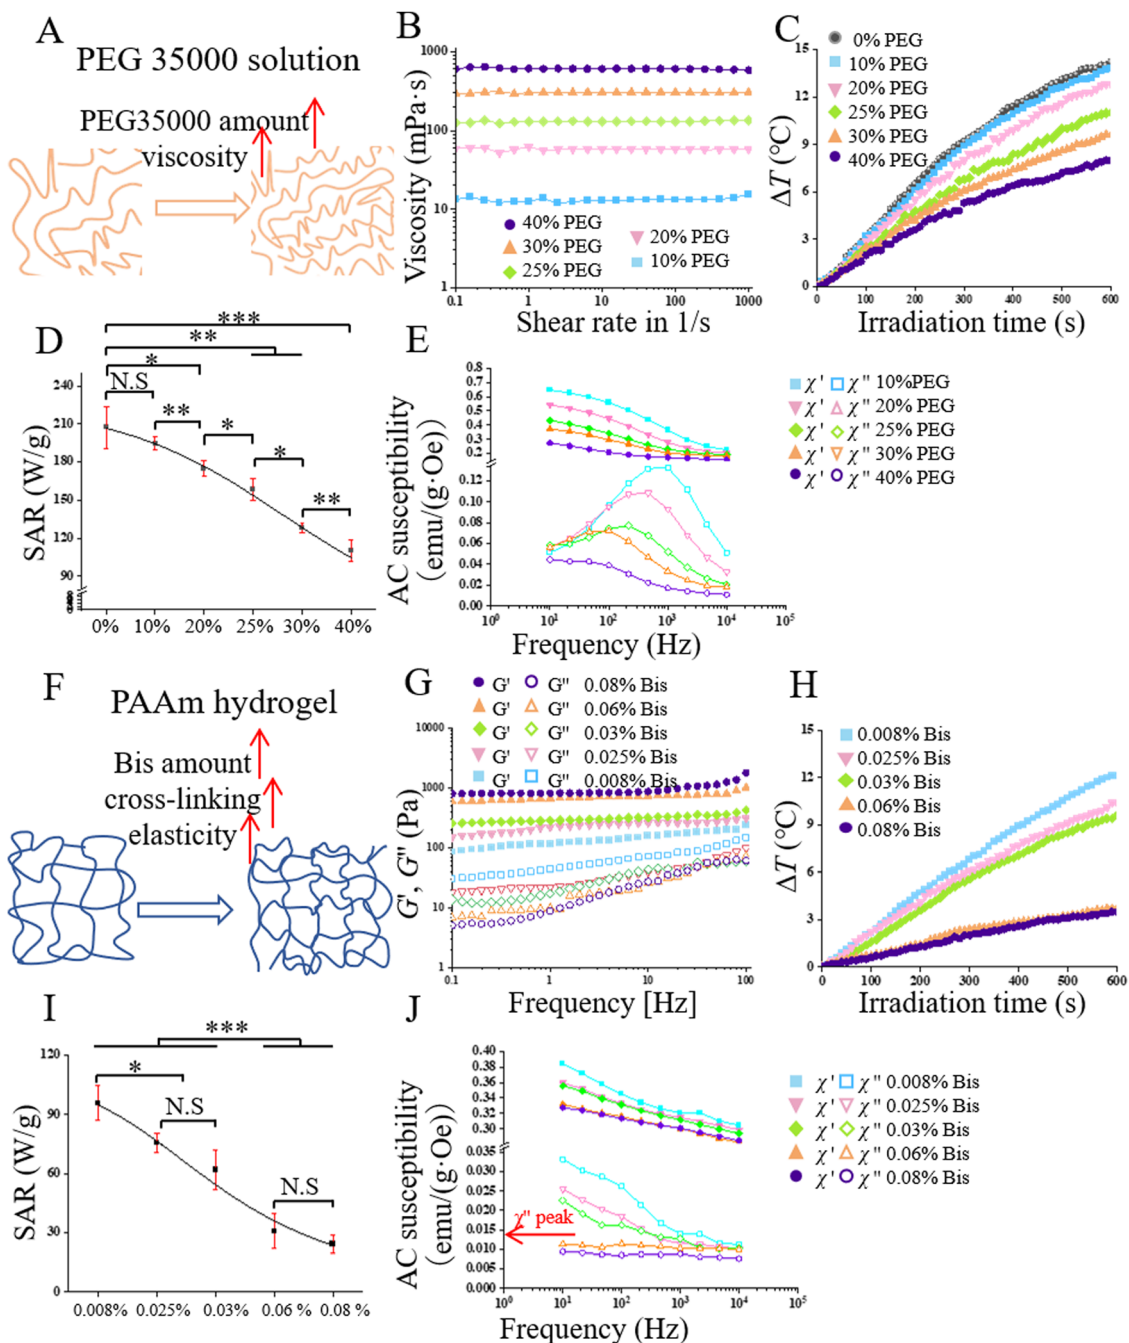 A
PEG 35000 solution
PEG35000 amount
viscosity
B
Viscosity (mPa·s)
1000
100
10
1
40% PEG
30% PEG
25% PEG
20% PEG
10% PEG
0.1 1 10 100 1000
Shear rate in 1/s
C
ΔT (°C)
15
12
9
6
3
0
0% PEG
10% PEG
20% PEG
25% PEG
30% PEG
40% PEG
0 100 200 300 400 500 600
Irradiation time (s)
D
***
**
*
N.S
**
*
*
**
SAR (W/g)
240
210
180
150
120
90
0% 10% 20% 25% 30% 40%
E
AC susceptibility
(emu/(g·Oe))
0.8
0.7
0.6
0.5
0.4
0.3
0.2
0.12
0.10
0.08
0.06
0.04
0.02
0.00
10⁰ 10¹ 10² 10³ 10⁴ 10⁵
Frequency (Hz)
χ' χ'' 10%PEG
χ' χ'' 20% PEG
χ' χ'' 25% PEG
χ' χ'' 30% PEG
χ' χ'' 40% PEG
F
PAAm hydrogel
Bis amount
cross-linking
elasticity
G
G' G'' 0.08% Bis
G' G'' 0.06% Bis
G' G'' 0.03% Bis
G' G'' 0.025% Bis
G' G'' 0.008% Bis
G', G'' (Pa)
10000
1000
100
10
1
0.1 1 10 100
Frequency [Hz]
H
ΔT (°C)
15
12
9
6
3
0
0.008% Bis
0.025% Bis
0.03% Bis
0.06% Bis
0.08% Bis
0 100 200 300 400 500 600
Irradiation time (s)
I
***
*
N.S
N.S
SAR (W/g)
120
90
60
30
0
0.008% 0.025% 0.03% 0.06% 0.08 %
J
AC susceptibility
(emu/(g·Oe))
0.40
0.38
0.36
0.34
0.32
0.30
0.28
0.035
0.030
0.025
0.020
0.015
0.010
0.005
0.000
χ'' peak
10⁰ 10¹ 10² 10³ 10⁴ 10⁵
Frequency (Hz)
χ' χ'' 0.008% Bis
χ' χ'' 0.025% Bis
χ' χ'' 0.03% Bis
χ' χ'' 0.06% Bis
χ' χ'' 0.08% Bis